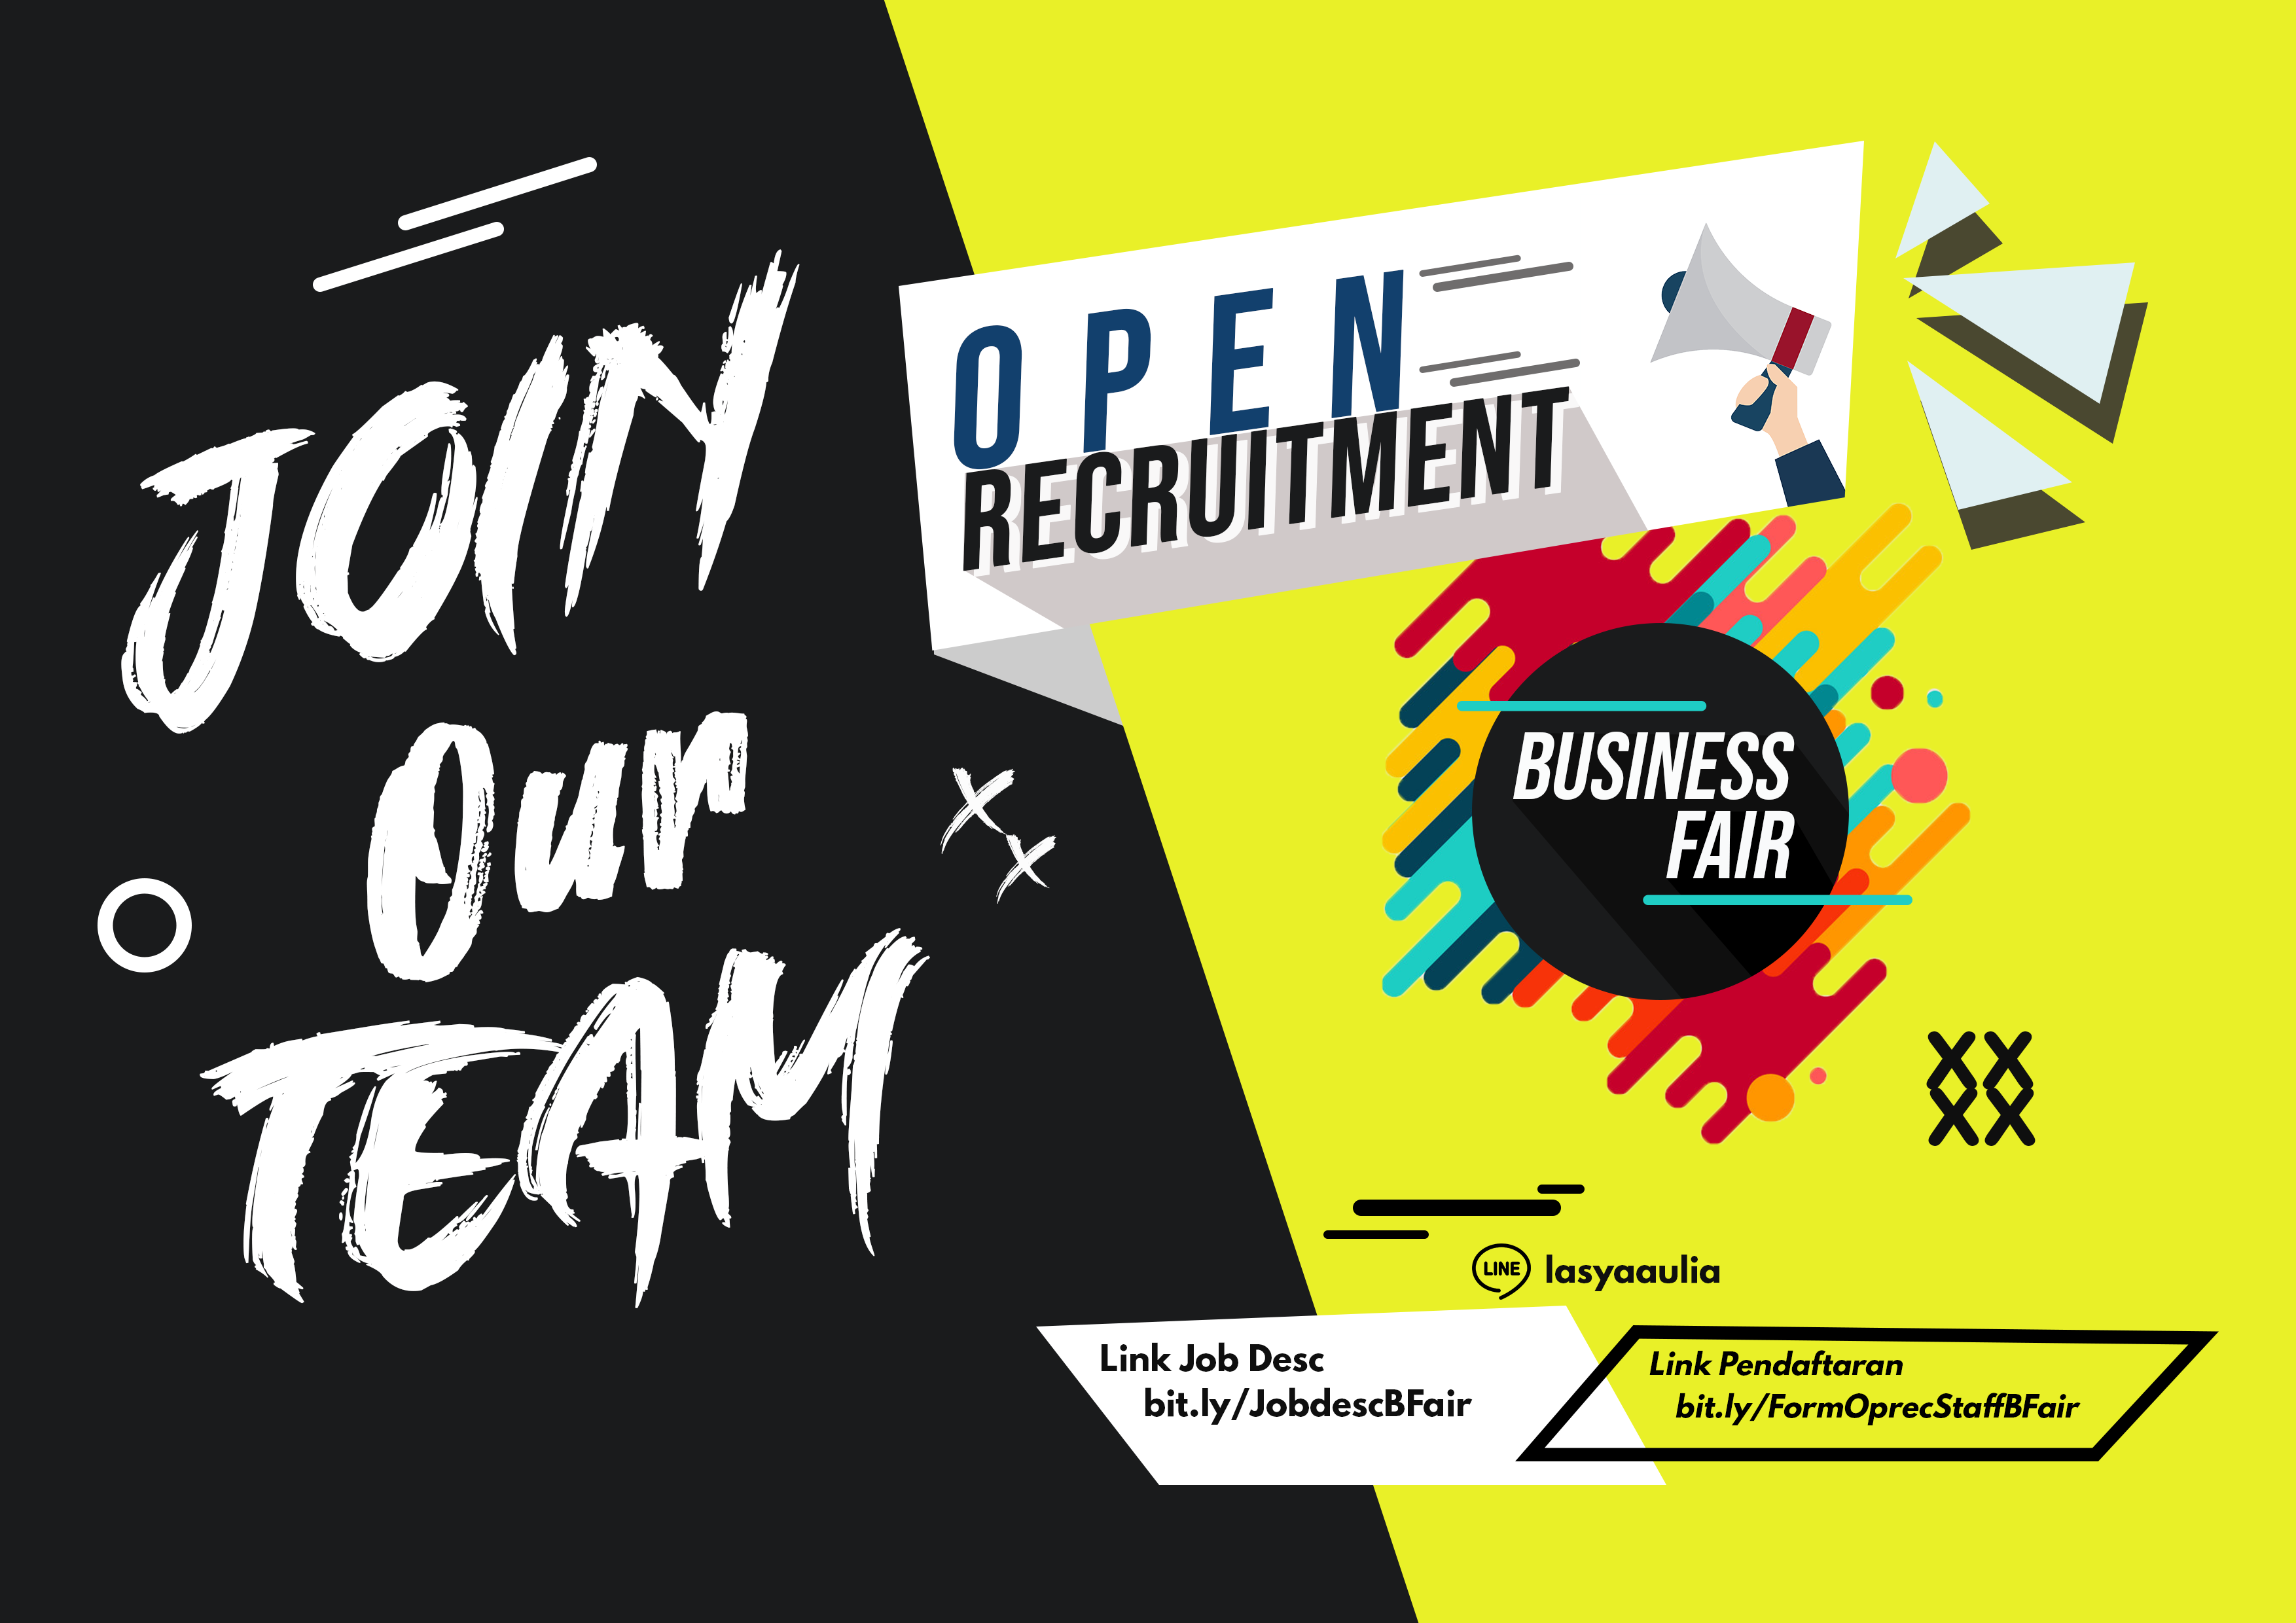 JOIN
Our
TEAM
OPEN
RECRUITMENT
BUSINESS
FAIR
LINE lasyaaulia
Link Job Desc
bit.ly/JobdescBFair
Link Pendaftaran
bit.ly/FormOprecStaffBFair